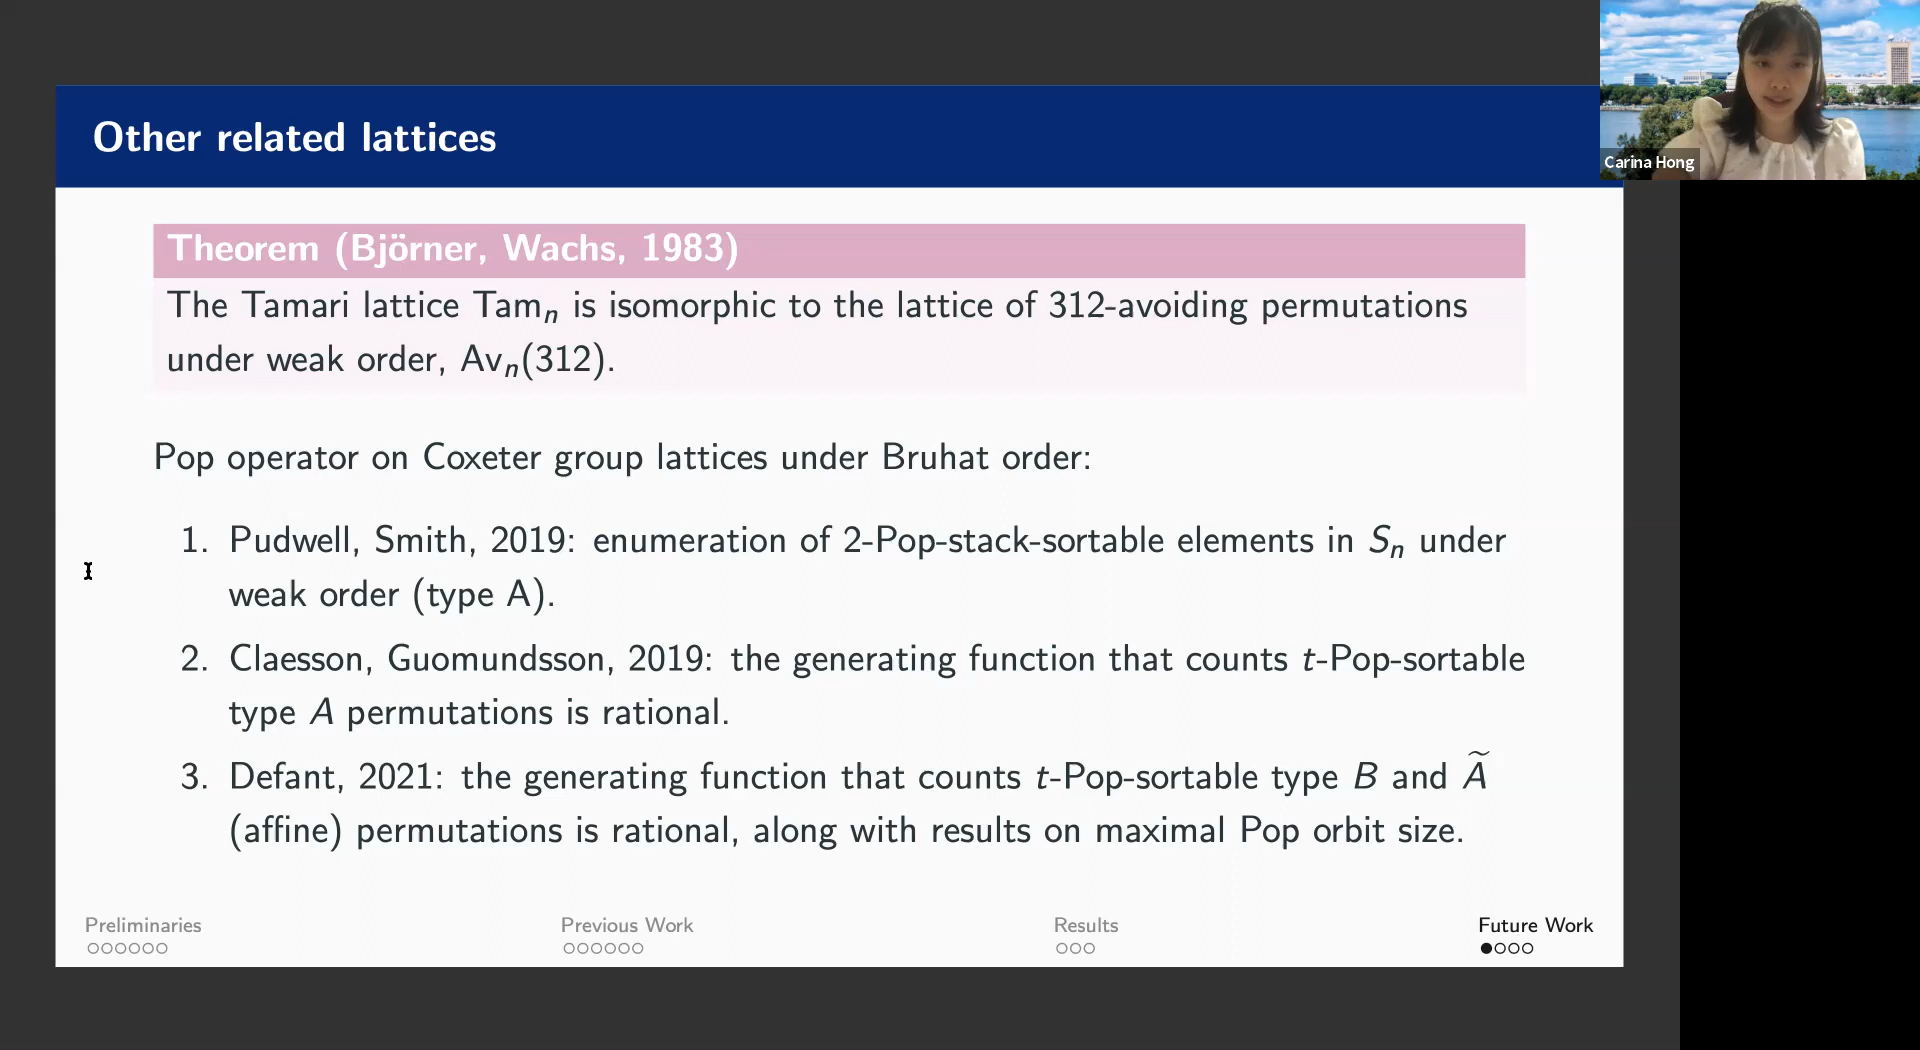 Carina Hong
Other related lattices
Theorem (Björner, Wachs, 1983)
The Tamari lattice Tamₙ is isomorphic to the lattice of 312-avoiding permutations
under weak order, Avₙ(312).
Pop operator on Coxeter group lattices under Bruhat order:
1. Pudwell, Smith, 2019: enumeration of 2-Pop-stack-sortable elements in Sₙ under
weak order (type A).
2. Claesson, Guomundsson, 2019: the generating function that counts t-Pop-sortable
type A permutations is rational.
3. Defant, 2021: the generating function that counts t-Pop-sortable type B and Ã
(affine) permutations is rational, along with results on maximal Pop orbit size.
Preliminaries Previous Work Results Future Work